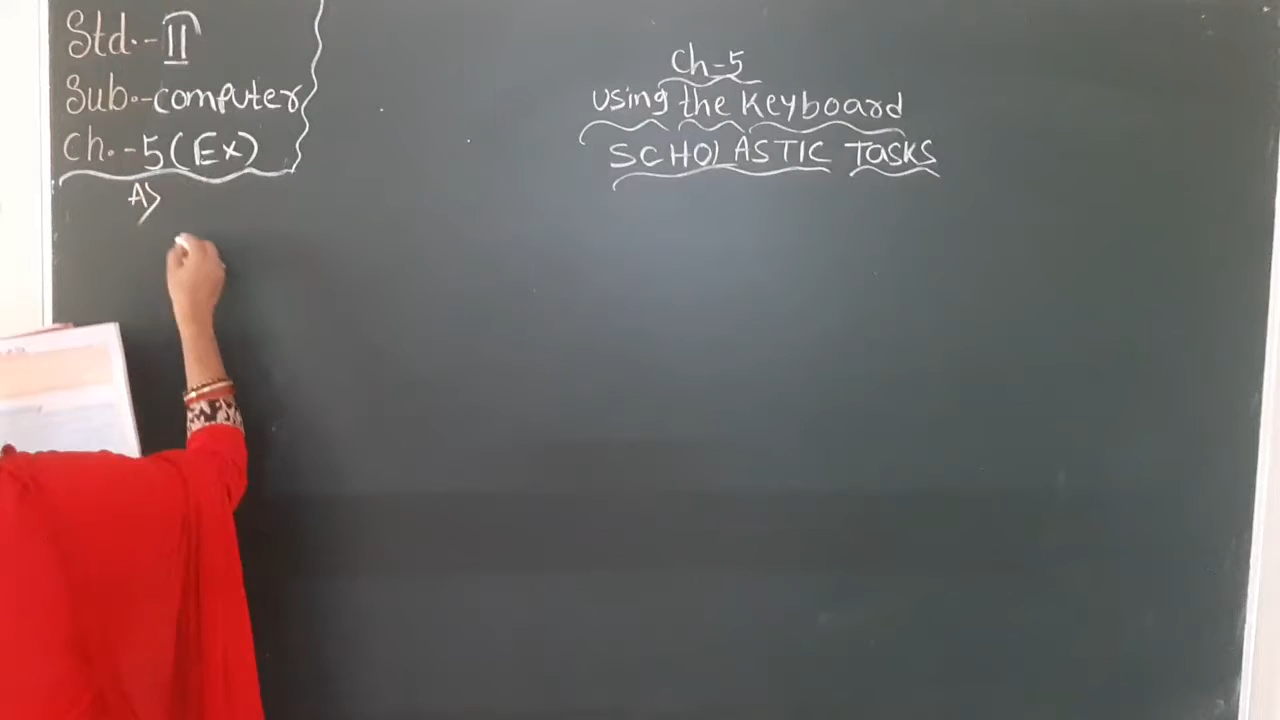 Std.-II
Sub.-computer
Ch.-5(Ex)
A>
Ch-5
using the Keyboard
SCHOLASTIC TASKS